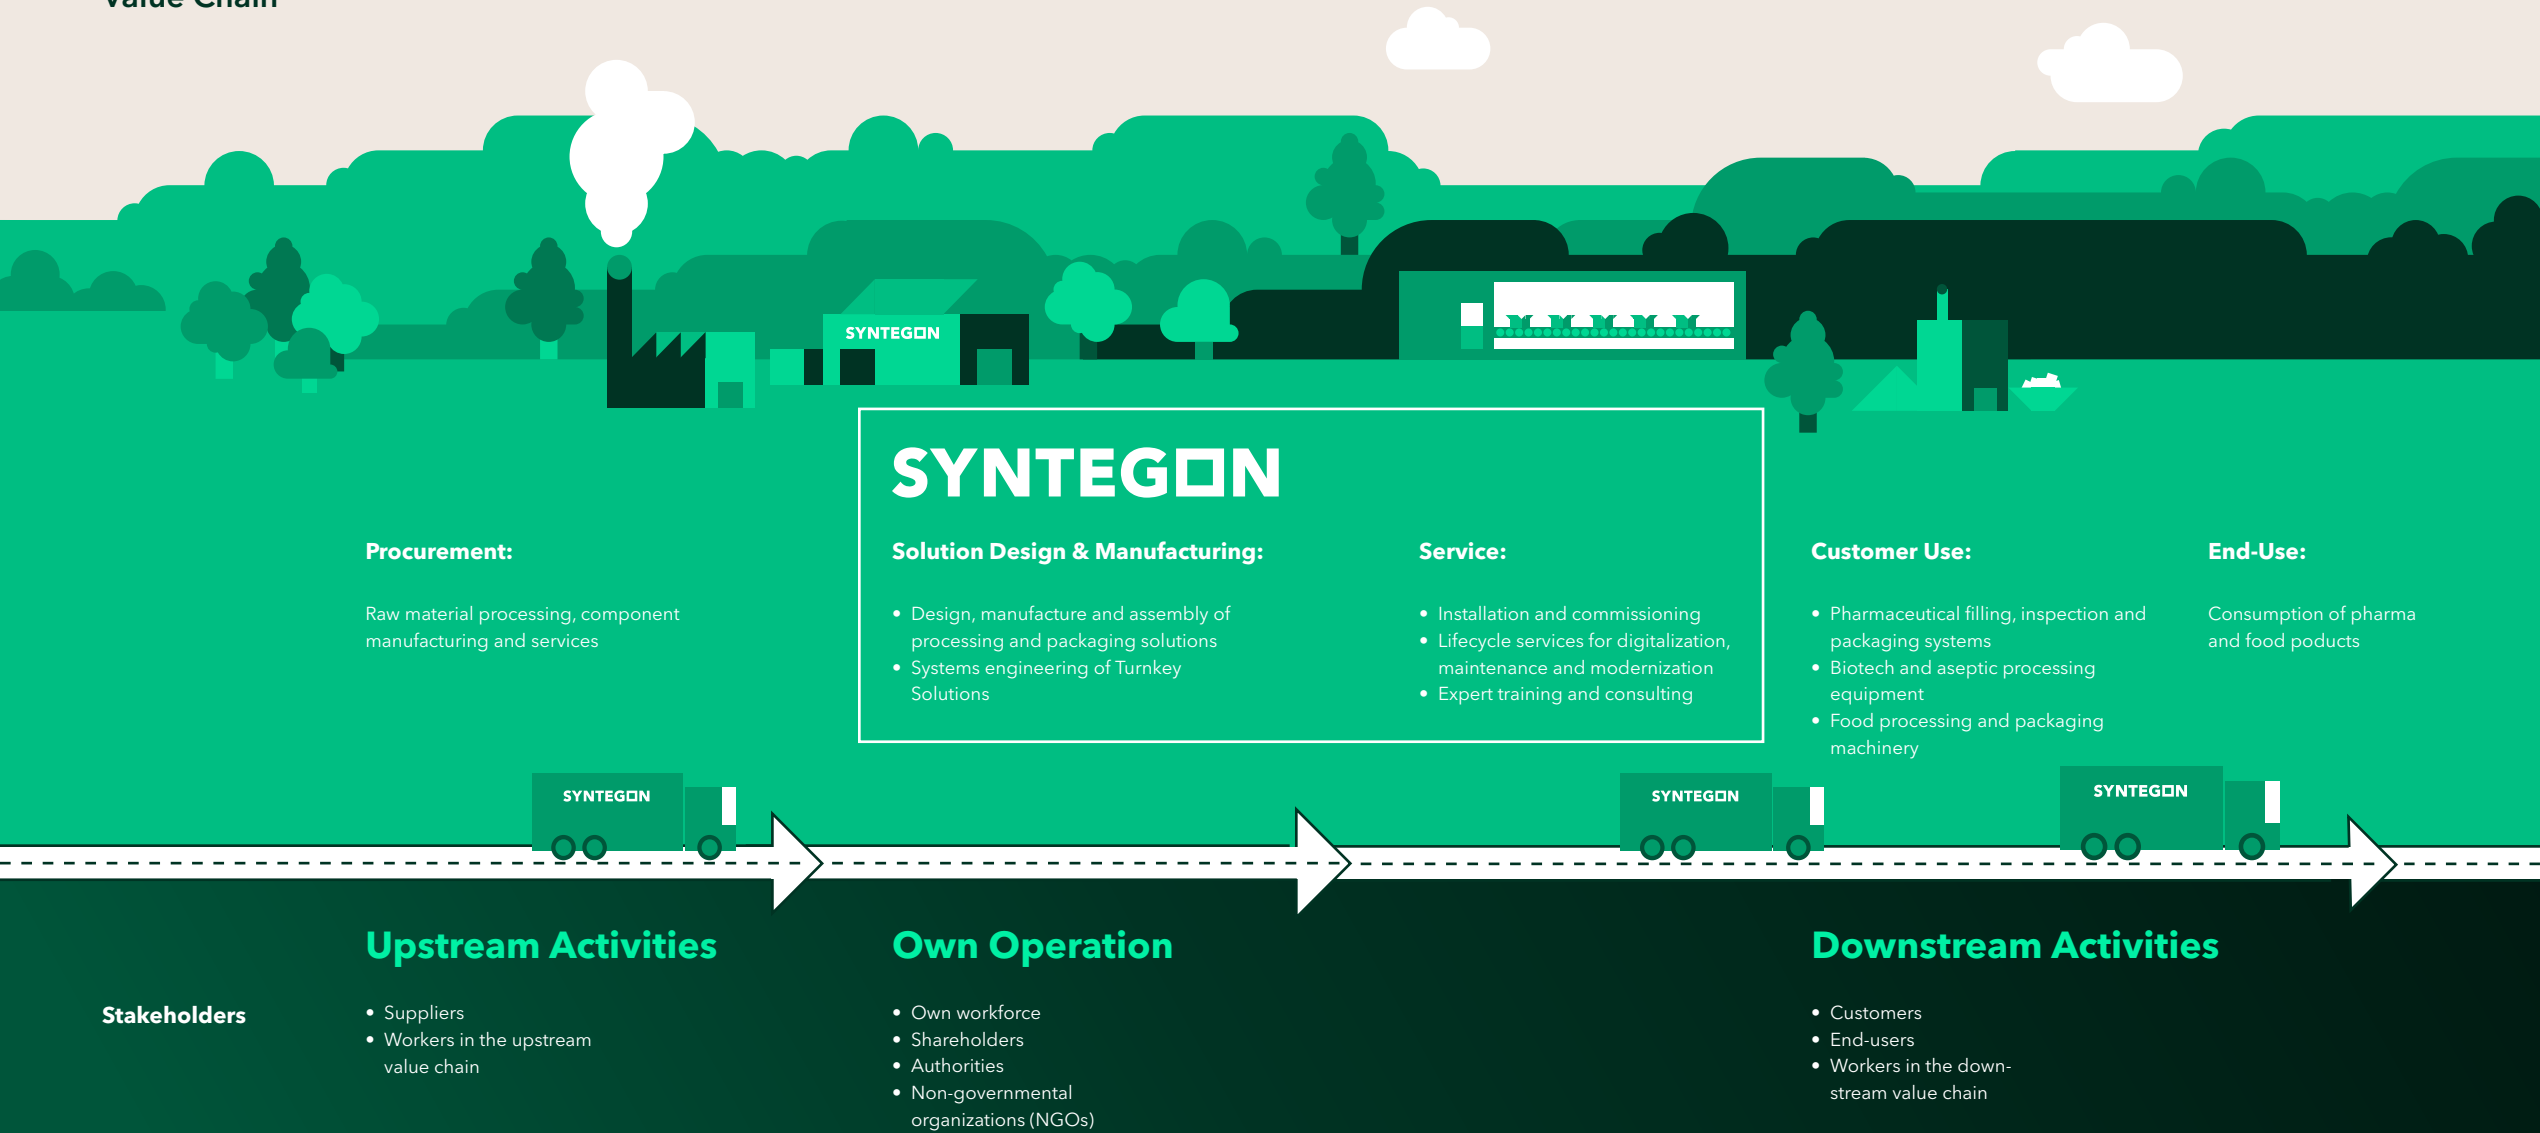 Value Chain
SYNTEGON
SYNTEGON
Procurement:
Raw material processing, component
manufacturing and services
Solution Design & Manufacturing:
• Design, manufacture and assembly of
processing and packaging solutions
• Systems engineering of Turnkey
Solutions
Service:
• Installation and commissioning
• Lifecycle services for digitalization,
maintenance and modernization
• Expert training and consulting
Customer Use:
• Pharmaceutical filling, inspection and
packaging systems
• Biotech and aseptic processing
equipment
• Food processing and packaging
machinery
End-Use:
Consumption of pharma
and food poducts
SYNTEGON
SYNTEGON
SYNTEGON
Stakeholders
Upstream Activities
• Suppliers
• Workers in the upstream
value chain
Own Operation
• Own workforce
• Shareholders
• Authorities
• Non-governmental
organizations (NGOs)
Downstream Activities
• Customers
• End-users
• Workers in the down-
stream value chain